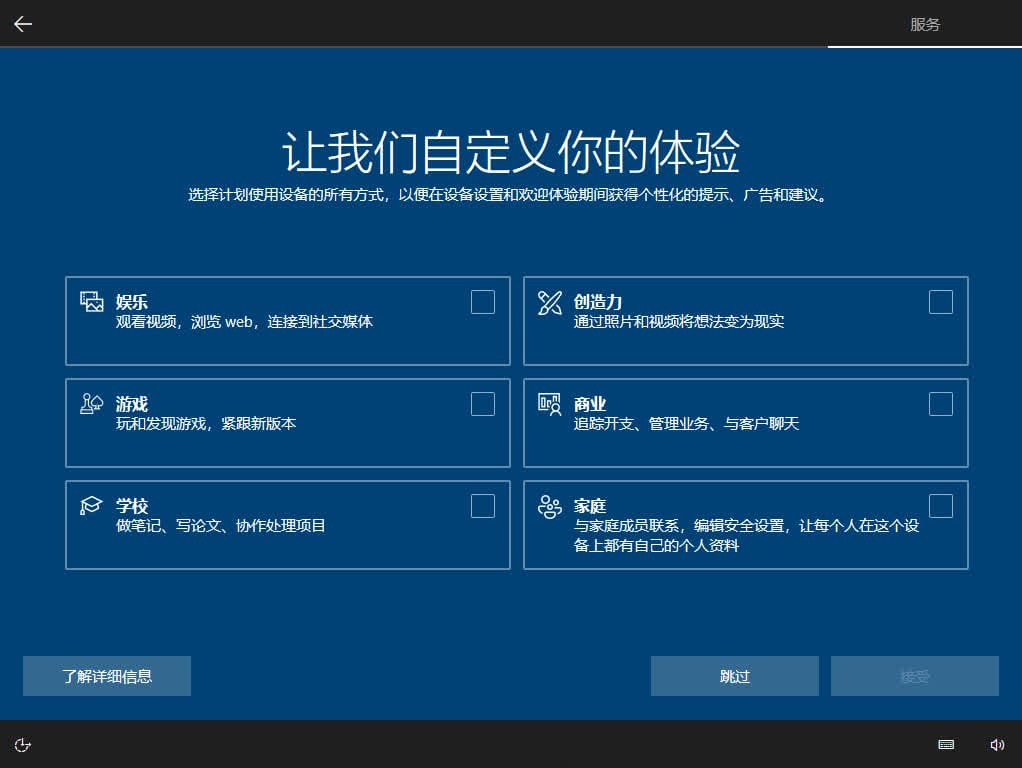 服务
让我们自定义你的体验
选择计划使用设备的所有方式，以便在设备设置和欢迎体验期间获得个性化的提示、广告和建议。
娱乐
观看视频，浏览 web，连接到社交媒体
创造力
通过照片和视频将想法变为现实
游戏
玩和发现游戏，紧跟新版本
商业
追踪开支、管理业务、与客户聊天
学校
做笔记、写论文、协作处理项目
家庭
与家庭成员联系，编辑安全设置，让每个人在这个设
备上都有自己的个人资料
了解详细信息
跳过
接受